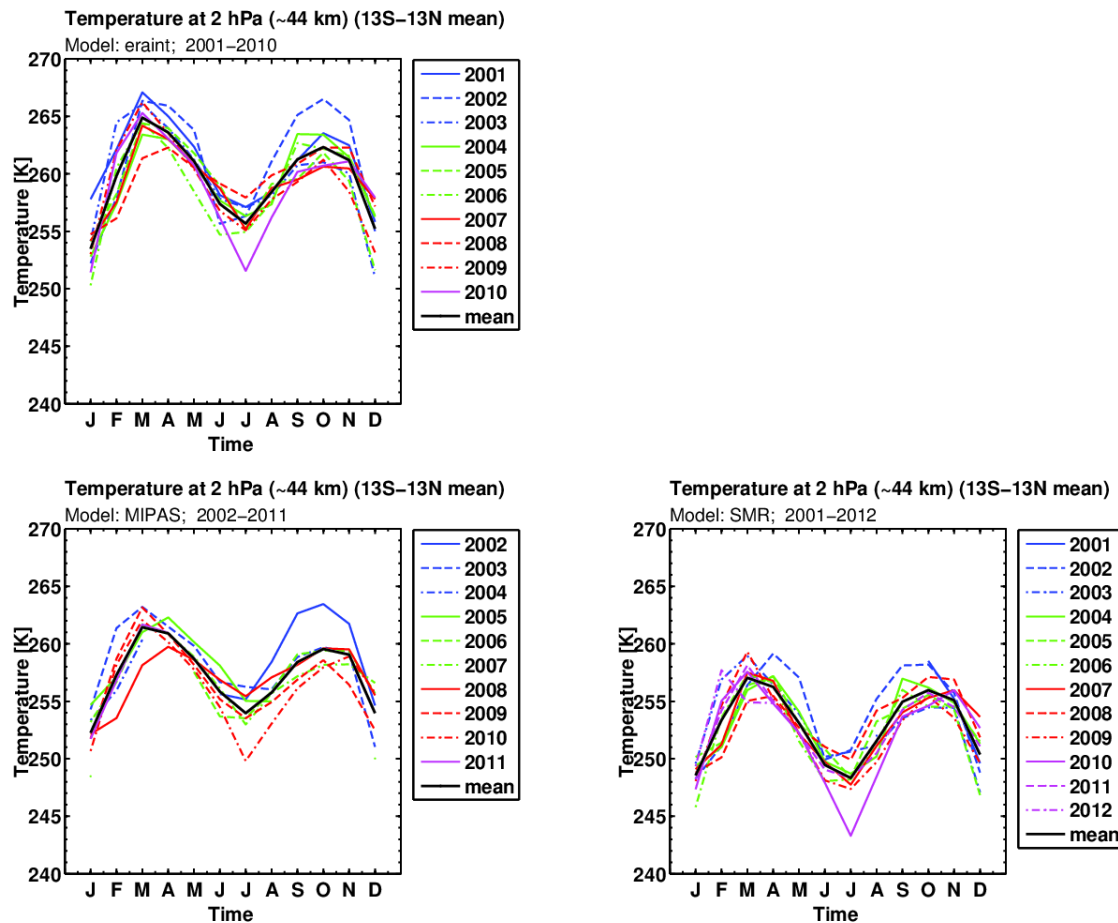 Temperature at 2 hPa (~44 km) (13S−13N mean)
Model: eraint; 2001−2010
270
265
260
255
250
245
240
Temperature [K]
J F M A M J J A S O N D
Time
2001
2002
2003
2004
2005
2006
2007
2008
2009
2010
mean
Temperature at 2 hPa (~44 km) (13S−13N mean)
Model: MIPAS; 2002−2011
270
265
260
255
250
245
240
Temperature [K]
J F M A M J J A S O N D
Time
2002
2003
2004
2005
2006
2007
2008
2009
2010
2011
mean
Temperature at 2 hPa (~44 km) (13S−13N mean)
Model: SMR; 2001−2012
270
265
260
255
250
245
240
Temperature [K]
J F M A M J J A S O N D
Time
2001
2002
2003
2004
2005
2006
2007
2008
2009
2010
2011
2012
mean